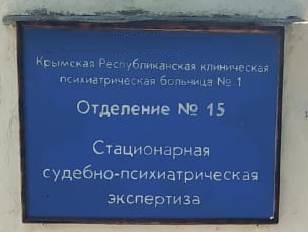 Крымская Республиканская клиническая
психиатрическая больница № 1
Отделение № 15
Стационарная
судебно-психиатрическая
экспертиза